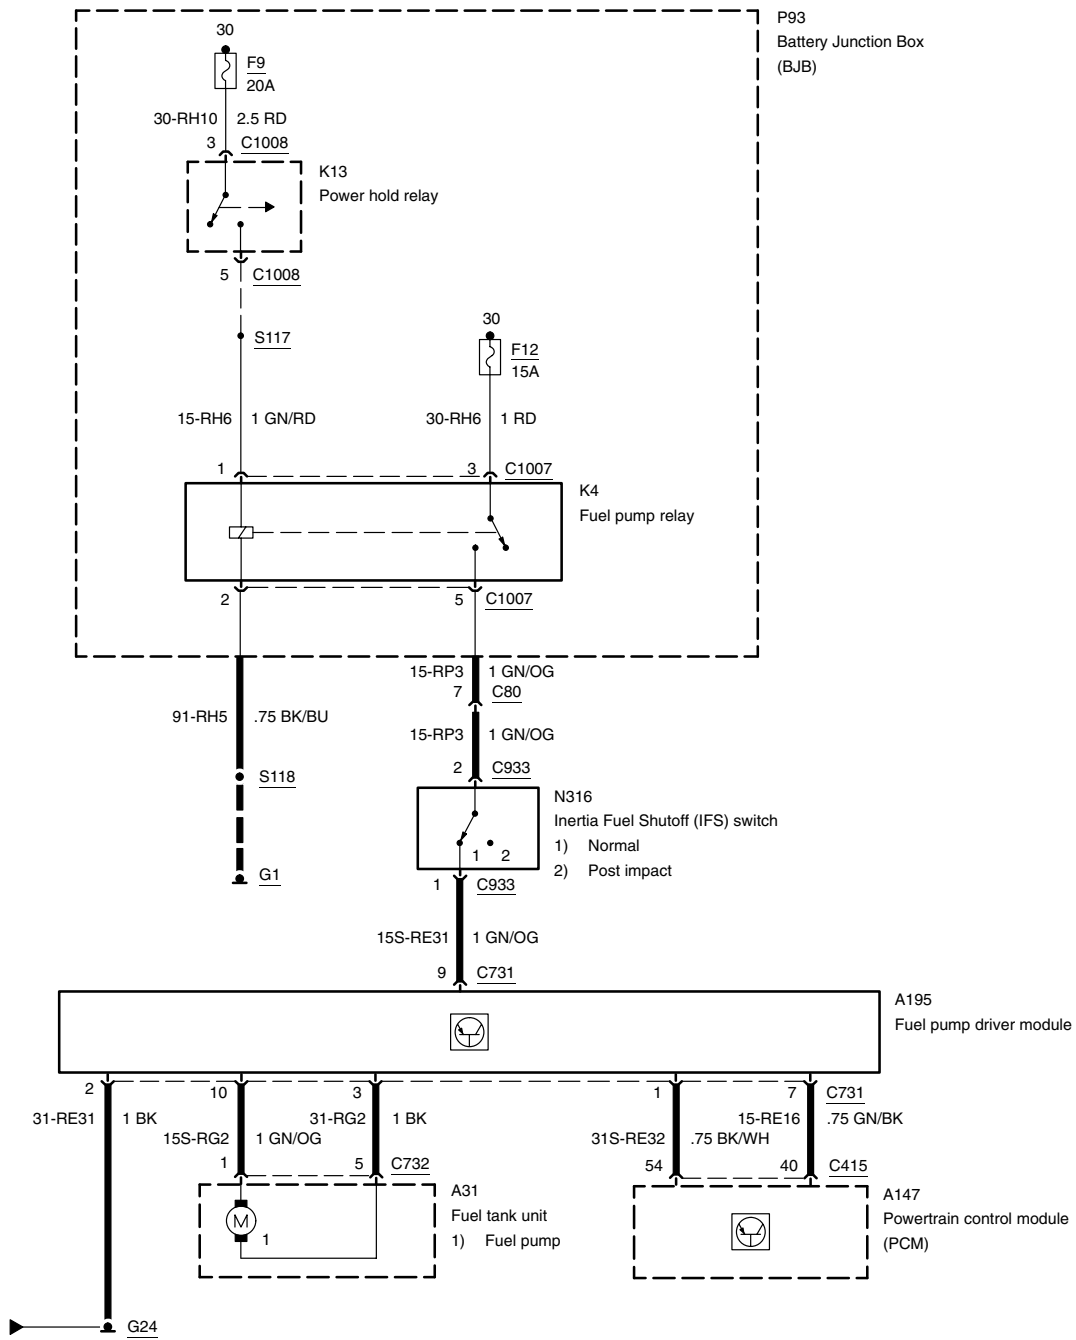 P93
Battery Junction Box
(BJB)
30
F9
20A
30-RH10 2.5 RD
3 C1008
K13
Power hold relay
5 C1008
S117
30
F12
15A
15-RH6 1 GN/RD
30-RH6 1 RD
1 3 C1007
K4
Fuel pump relay
2 5 C1007
15-RP3 1 GN/OG
7 C80
91-RH5 .75 BK/BU
15-RP3 1 GN/OG
2 C933
S118
N316
Inertia Fuel Shutoff (IFS) switch
1) Normal
2) Post impact
1 2
G1
1 C933
15S-RE31 1 GN/OG
9 C731
A195
Fuel pump driver module
2 10 3 1 7 C731
31-RE31 1 BK
31-RG2 1 BK
15-RE16 .75 GN/BK
15S-RG2 1 GN/OG
31S-RE32 .75 BK/WH
1 5 C732
54 40 C415
A31
Fuel tank unit
1) Fuel pump
M
1
A147
Powertrain control module
(PCM)
G24